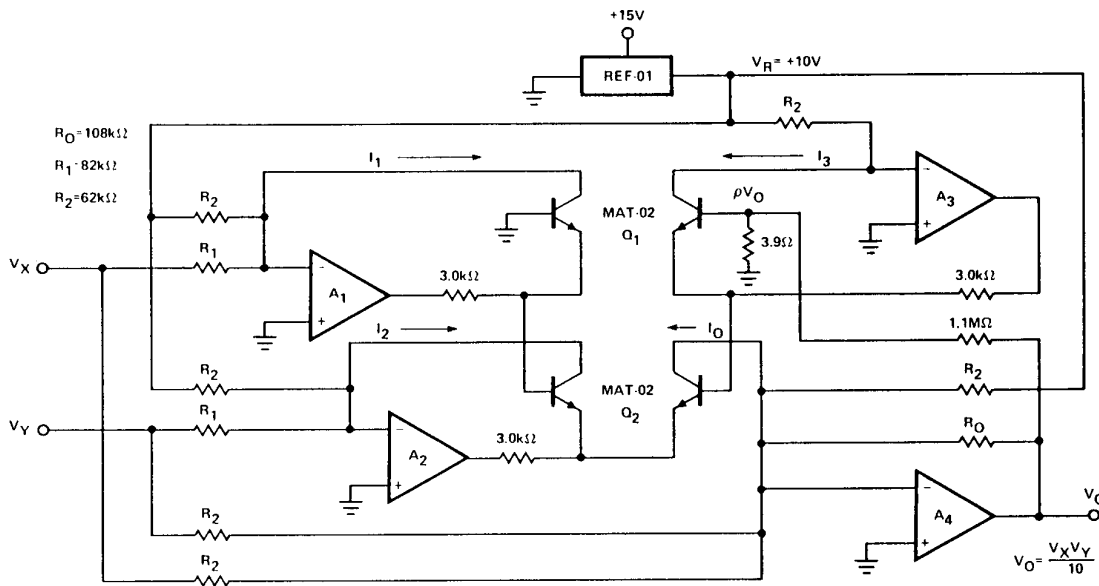 +15V
REF-01
V_R = +10V
R_O=108kΩ
R_1-82kΩ
R_2=62kΩ
R_2
I_1
I_3
R_2
ρV_O
MAT-02
Q_1
A_3
−
+
3.9Ω
R_1
V_X
3.0kΩ
3.0kΩ
A_1
−
+
1.1MΩ
I_2
I_O
R_2
MAT-02
Q_2
R_2
R_1
V_Y
R_O
3.0kΩ
A_2
−
+
A_4
−
+
V_O
R_2
R_2
V_O=V_XV_Y/10